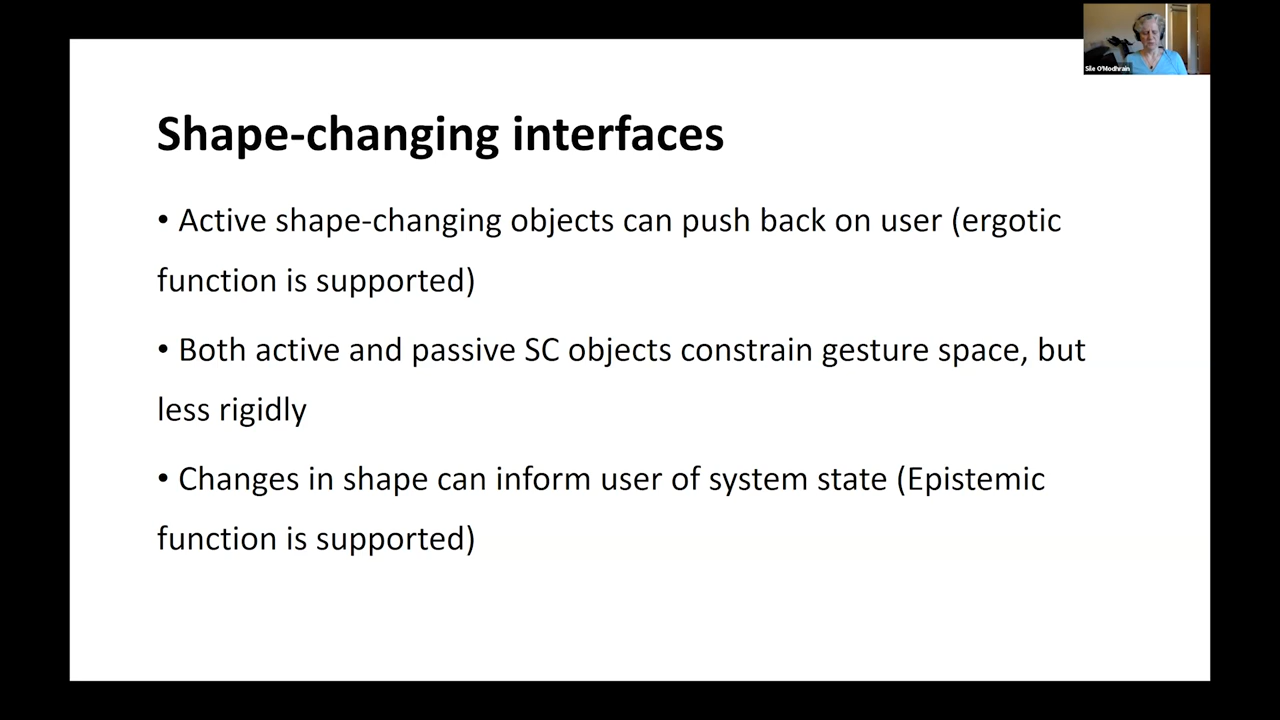 Sile O'Modhrain
Shape-changing interfaces
• Active shape-changing objects can push back on user (ergotic
function is supported)
• Both active and passive SC objects constrain gesture space, but
less rigidly
• Changes in shape can inform user of system state (Epistemic
function is supported)